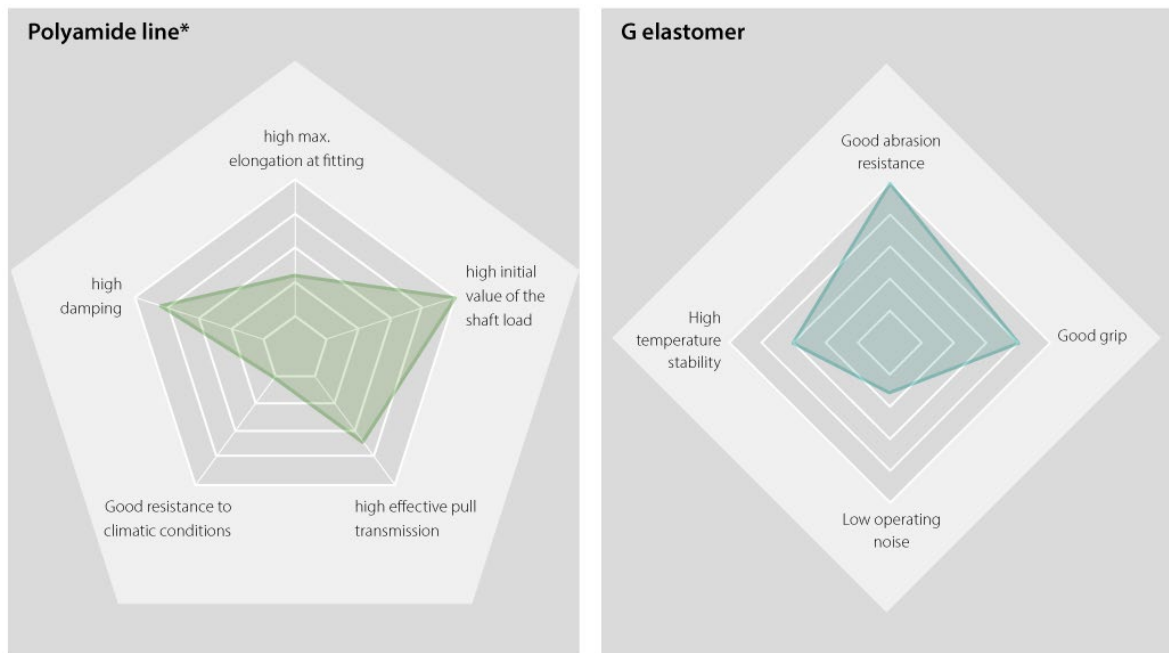 Polyamide line*
high max.
elongation at fitting
high initial
value of the
shaft load
high
damping
Good resistance to
climatic conditions
high effective pull
transmission
G elastomer
Good abrasion
resistance
High
temperature
stability
Good grip
Low operating
noise